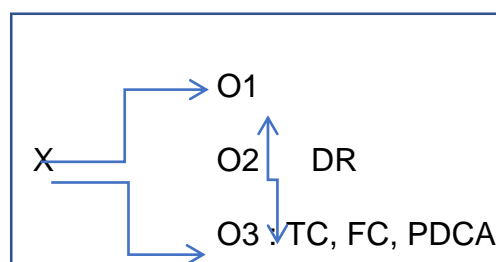 O1
X O2 DR
O3 : TC, FC, PDCA